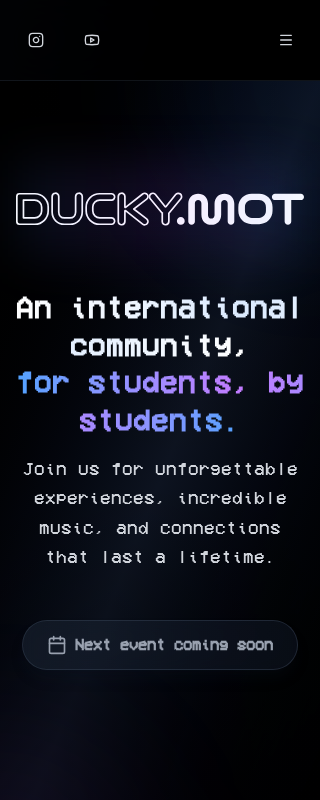 DUCKY.MOT
An international
community,
for students, by
students.
Join us for unforgettable
experiences, incredible
music, and connections
that last a lifetime.
Next event coming soon